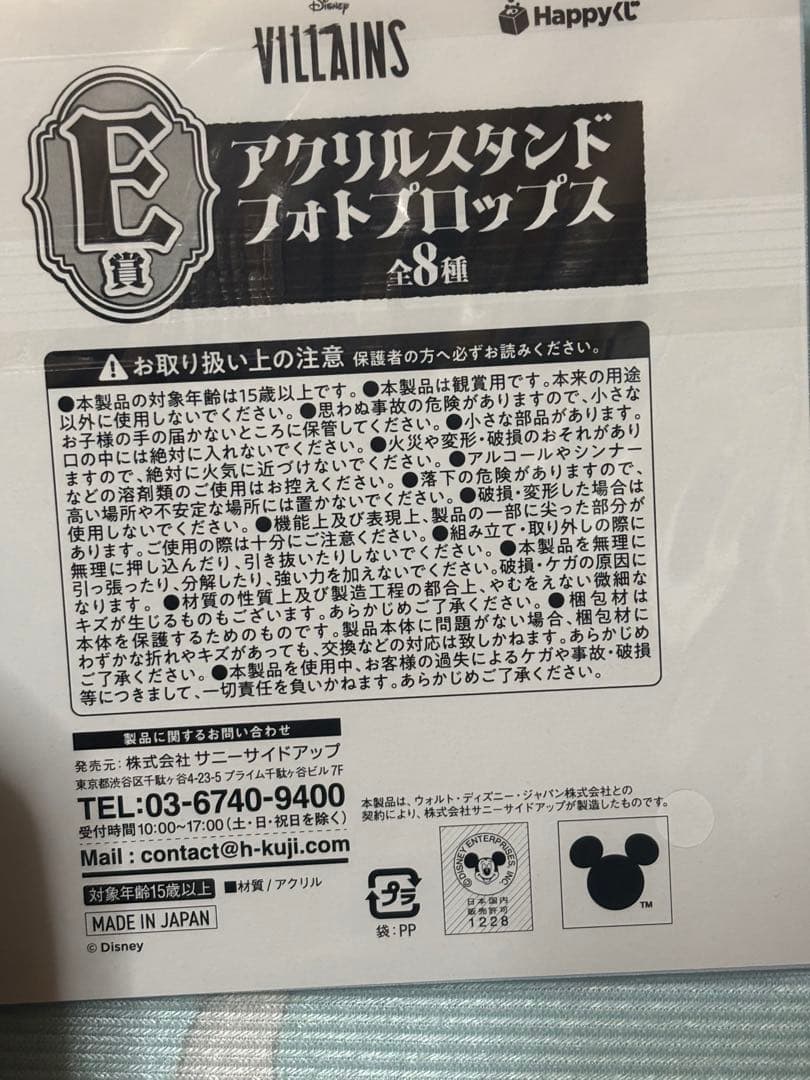 Disney
VILLAINS
Happyくじ
E賞
アクリルスタンド
フォトプロップス
全8種
お取り扱い上の注意 保護者の方へ必ずお読みください。
●本製品の対象年齢は15歳以上です。●本製品は観賞用です。本来の用途
以外に使用しないでください。●思わぬ事故の危険がありますので、小さな
お子様の手の届かないところに保管してください。●小さな部品があります。
口の中には絶対に入れないでください。●火災や変形・破損のおそれがあり
ますので、絶対に火気に近づけないでください。●アルコールやシンナー
などの溶剤類のご使用はお控えください。●落下の危険がありますので、
高い場所や不安定な場所には置かないでください。●破損・変形した場合は
使用しないでください。●機能上及び表現上、製品の一部に尖った部分が
あります。ご使用の際は十分にご注意ください。●組み立て・取り外しの際に
無理に押し込んだり、引き抜いたりしないでください。●本製品を無理に
引っ張ったり、分解したり、強い力を加えないでください。破損・ケガの原因に
なります。●材質の性質上及び製造工程の都合上、やむをえない微細な
キズが生じるものもございます。あらかじめご了承ください。●梱包材は
本体を保護するためのものです。製品本体に問題がない場合、梱包材に
わずかな折れやキズがあっても、交換などの対応は致しかねます。あらかじめ
ご了承ください。●本製品を使用中、お客様の過失によるケガや事故・破損
等につきまして、一切責任を負いかねます。あらかじめご了承ください。
製品に関するお問い合わせ
発売元:株式会社 サニーサイドアップ
東京都渋谷区千駄ヶ谷4-23-5 プライム千駄ヶ谷ビル 7F
TEL:03-6740-9400
受付時間10:00~17:00(土・日・祝日を除く)
Mail : contact@h-kuji.com
対象年齢15歳以上 ■材質/アクリル
MADE IN JAPAN
© Disney
本製品は、ウォルト・ディズニー・ジャパン株式会社との
契約により、株式会社サニーサイドアップが製造したものです。
プラ
袋:PP
©DISNEY ENTERPRISES, INC.
日本国内
販売許可
1228
TM